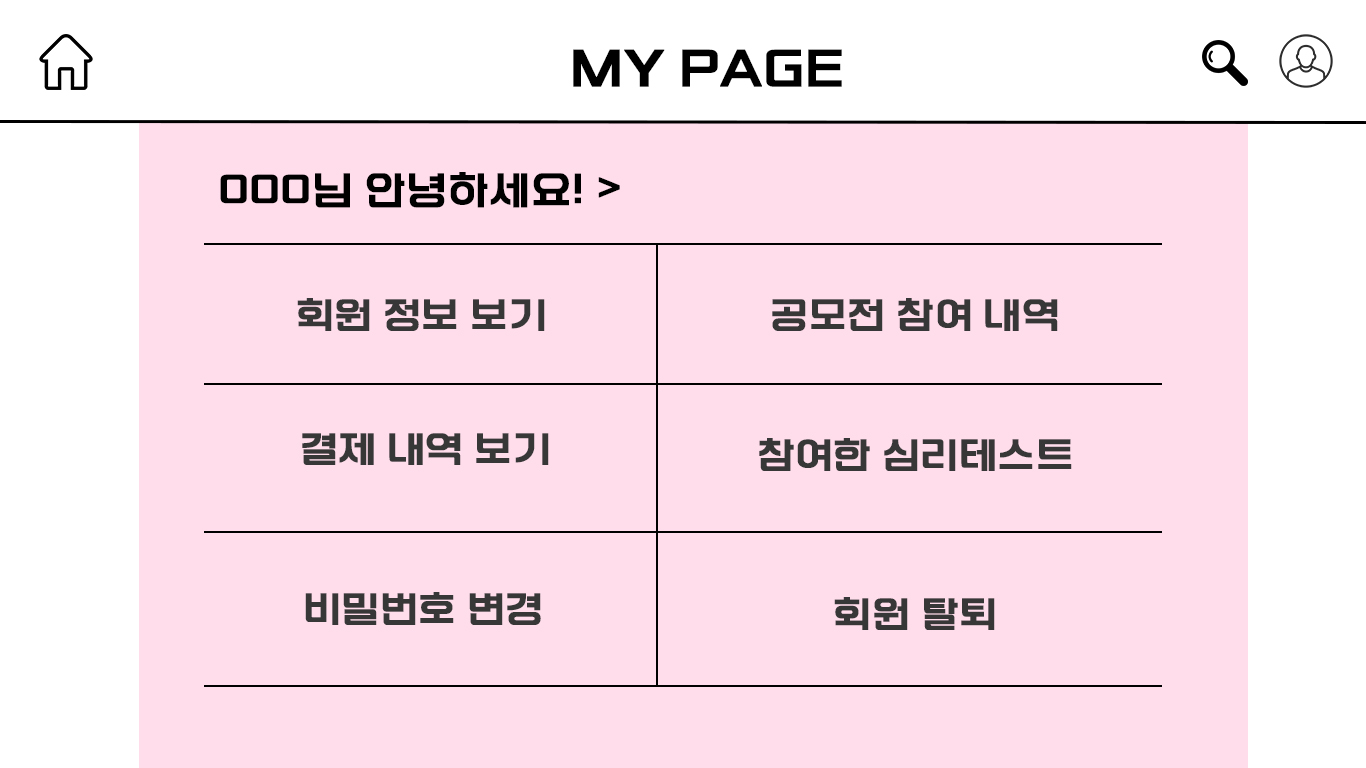 MY PAGE
OOO님 안녕하세요! >
회원 정보 보기
공모전 참여 내역
결제 내역 보기
참여한 심리테스트
비밀번호 변경
회원 탈퇴